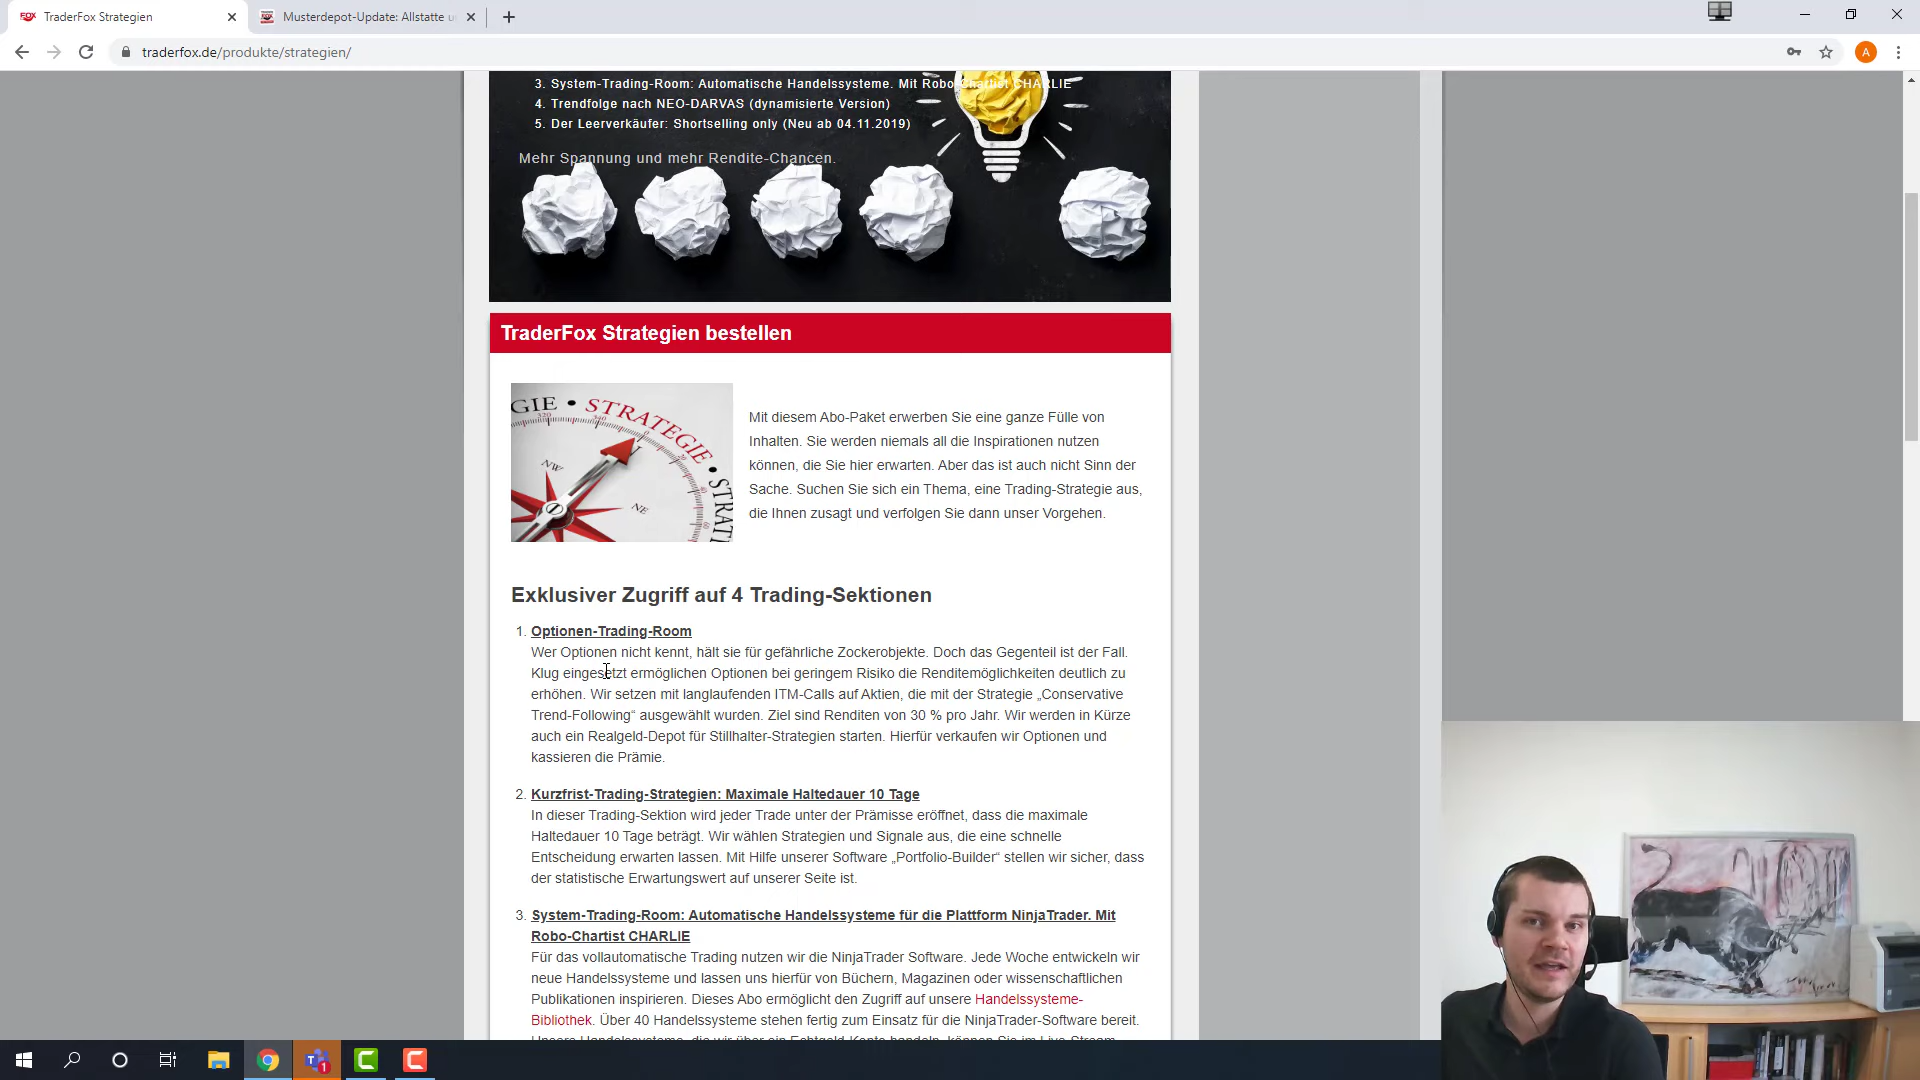 TraderFox Strategien
Musterdepot-Update: Allstatte u
traderfox.de/produkte/strategien/
A
3. System-Trading-Room: Automatische Handelssysteme. Mit Robo-Chartist CHARLIE
4. Trendfolge nach NEO-DARVAS (dynamisierte Version)
5. Der Leerverkäufer: Shortselling only (Neu ab 04.11.2019)
Mehr Spannung und mehr Rendite-Chancen.
TraderFox Strategien bestellen
GIE • STRATEGIE • STRAT
NW
NE
Mit diesem Abo-Paket erwerben Sie eine ganze Fülle von
Inhalten. Sie werden niemals all die Inspirationen nutzen
können, die Sie hier erwarten. Aber das ist auch nicht Sinn der
Sache. Suchen Sie sich ein Thema, eine Trading-Strategie aus,
die Ihnen zusagt und verfolgen Sie dann unser Vorgehen.
Exklusiver Zugriff auf 4 Trading-Sektionen
1. Optionen-Trading-Room
Wer Optionen nicht kennt, hält sie für gefährliche Zockerobjekte. Doch das Gegenteil ist der Fall.
Klug eingesetzt ermöglichen Optionen bei geringem Risiko die Renditemöglichkeiten deutlich zu
erhöhen. Wir setzen mit langlaufenden ITM-Calls auf Aktien, die mit der Strategie „Conservative
Trend-Following“ ausgewählt wurden. Ziel sind Renditen von 30 % pro Jahr. Wir werden in Kürze
auch ein Realgeld-Depot für Stillhalter-Strategien starten. Hierfür verkaufen wir Optionen und
kassieren die Prämie.
2. Kurzfrist-Trading-Strategien: Maximale Haltedauer 10 Tage
In dieser Trading-Sektion wird jeder Trade unter der Prämisse eröffnet, dass die maximale
Haltedauer 10 Tage beträgt. Wir wählen Strategien und Signale aus, die eine schnelle
Entscheidung erwarten lassen. Mit Hilfe unserer Software „Portfolio-Builder“ stellen wir sicher, dass
der statistische Erwartungswert auf unserer Seite ist.
3. System-Trading-Room: Automatische Handelssysteme für die Plattform NinjaTrader. Mit
Robo-Chartist CHARLIE
Für das vollautomatische Trading nutzen wir die NinjaTrader Software. Jede Woche entwickeln wir
neue Handelssysteme und lassen uns hierfür von Büchern, Magazinen oder wissenschaftlichen
Publikationen inspirieren. Dieses Abo ermöglicht den Zugriff auf unsere Handelssysteme-
Bibliothek. Über 40 Handelssysteme stehen fertig zum Einsatz für die NinjaTrader-Software bereit.